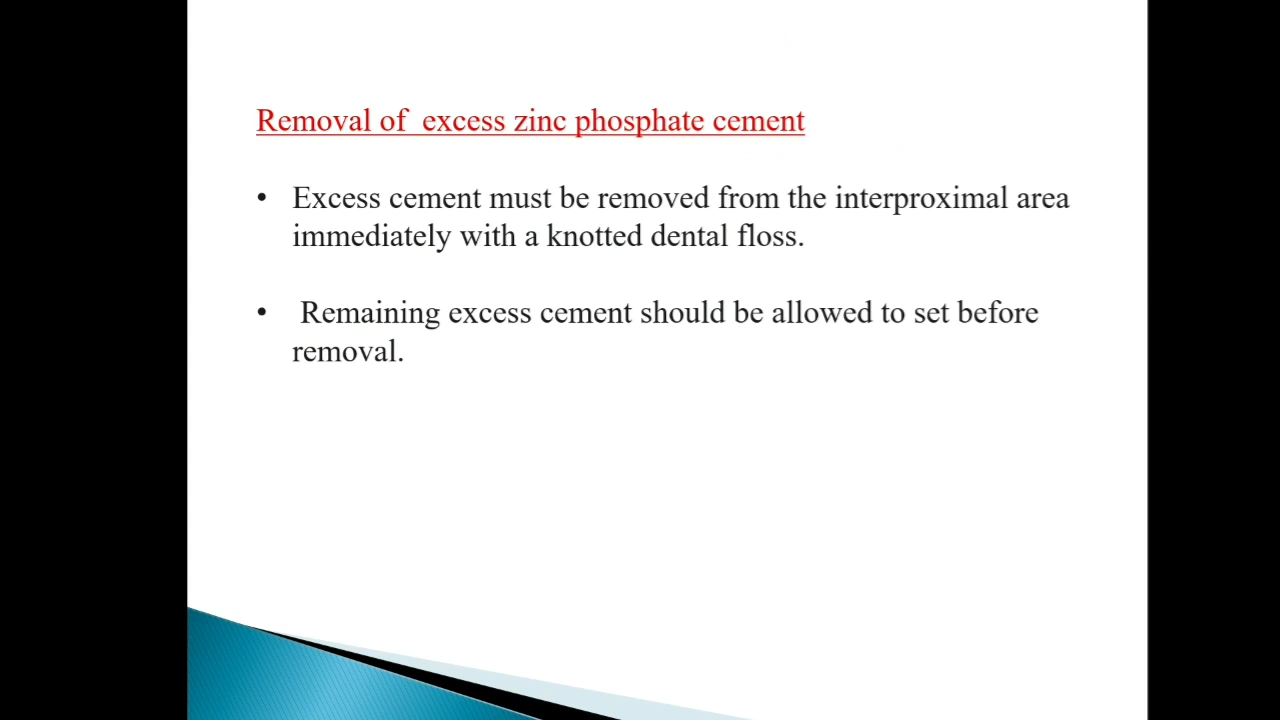 Removal of  excess zinc phosphate cement
• Excess cement must be removed from the interproximal area
immediately with a knotted dental floss.
•  Remaining excess cement should be allowed to set before
removal.